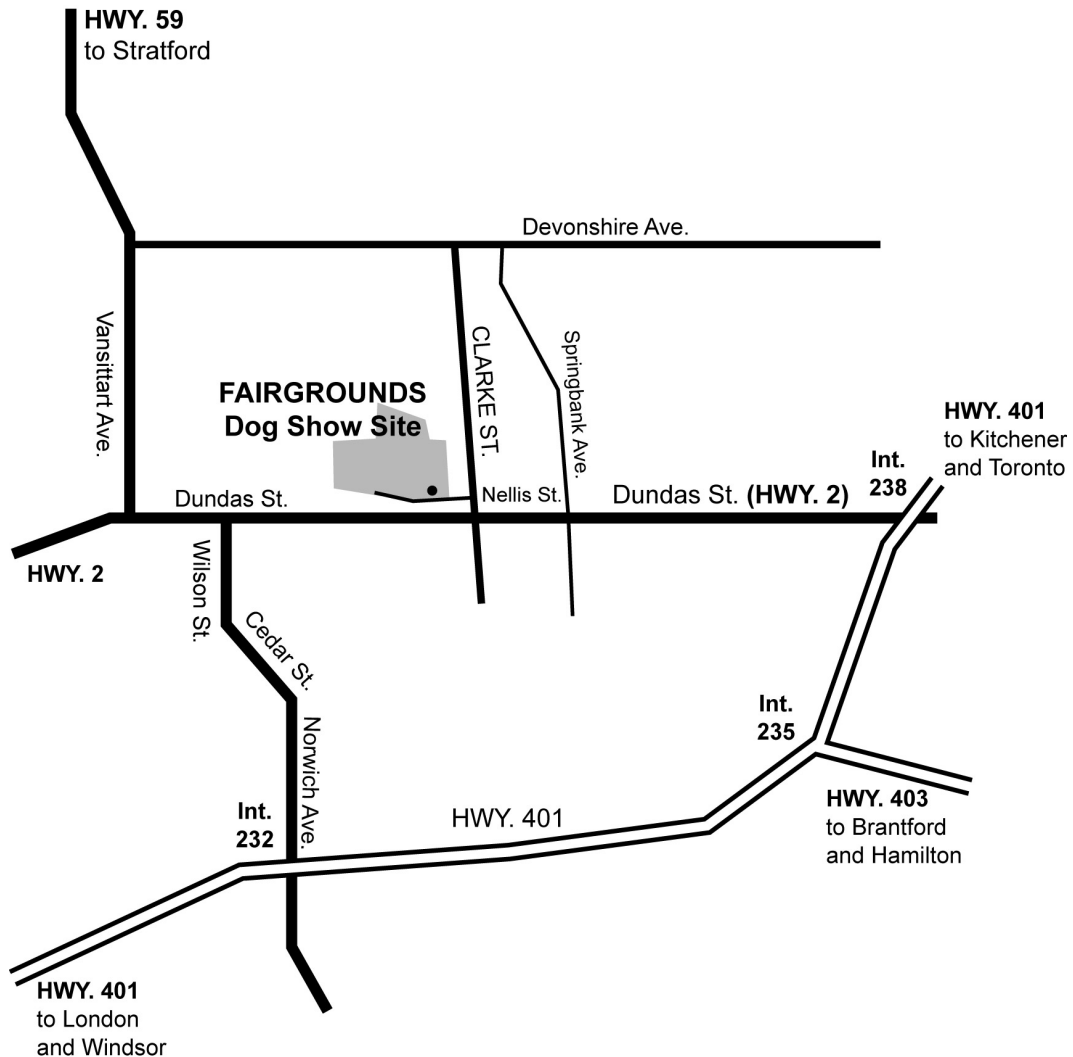 HWY. 59
to Stratford
Devonshire Ave.
Vansittart Ave.
CLARKE ST.
Springbank Ave.
FAIRGROUNDS
Dog Show Site
HWY. 401
to Kitchener
and Toronto
Int.
238
Dundas St.
Nellis St.
Dundas St. (HWY. 2)
HWY. 2
Wilson St.
Cedar St.
Norwich Ave.
Int.
235
Int.
232
HWY. 401
HWY. 403
to Brantford
and Hamilton
HWY. 401
to London
and Windsor